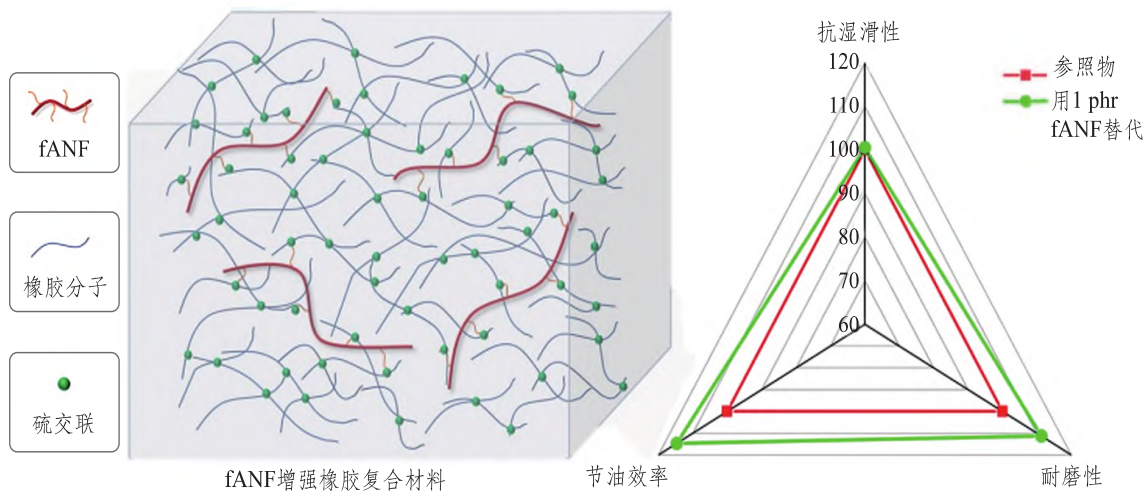 fANF
橡胶分子
硫交联
fANF增强橡胶复合材料
抗湿滑性
120
110
100
90
80
70
60
节油效率
耐磨性
参照物
用1 phr
fANF替代